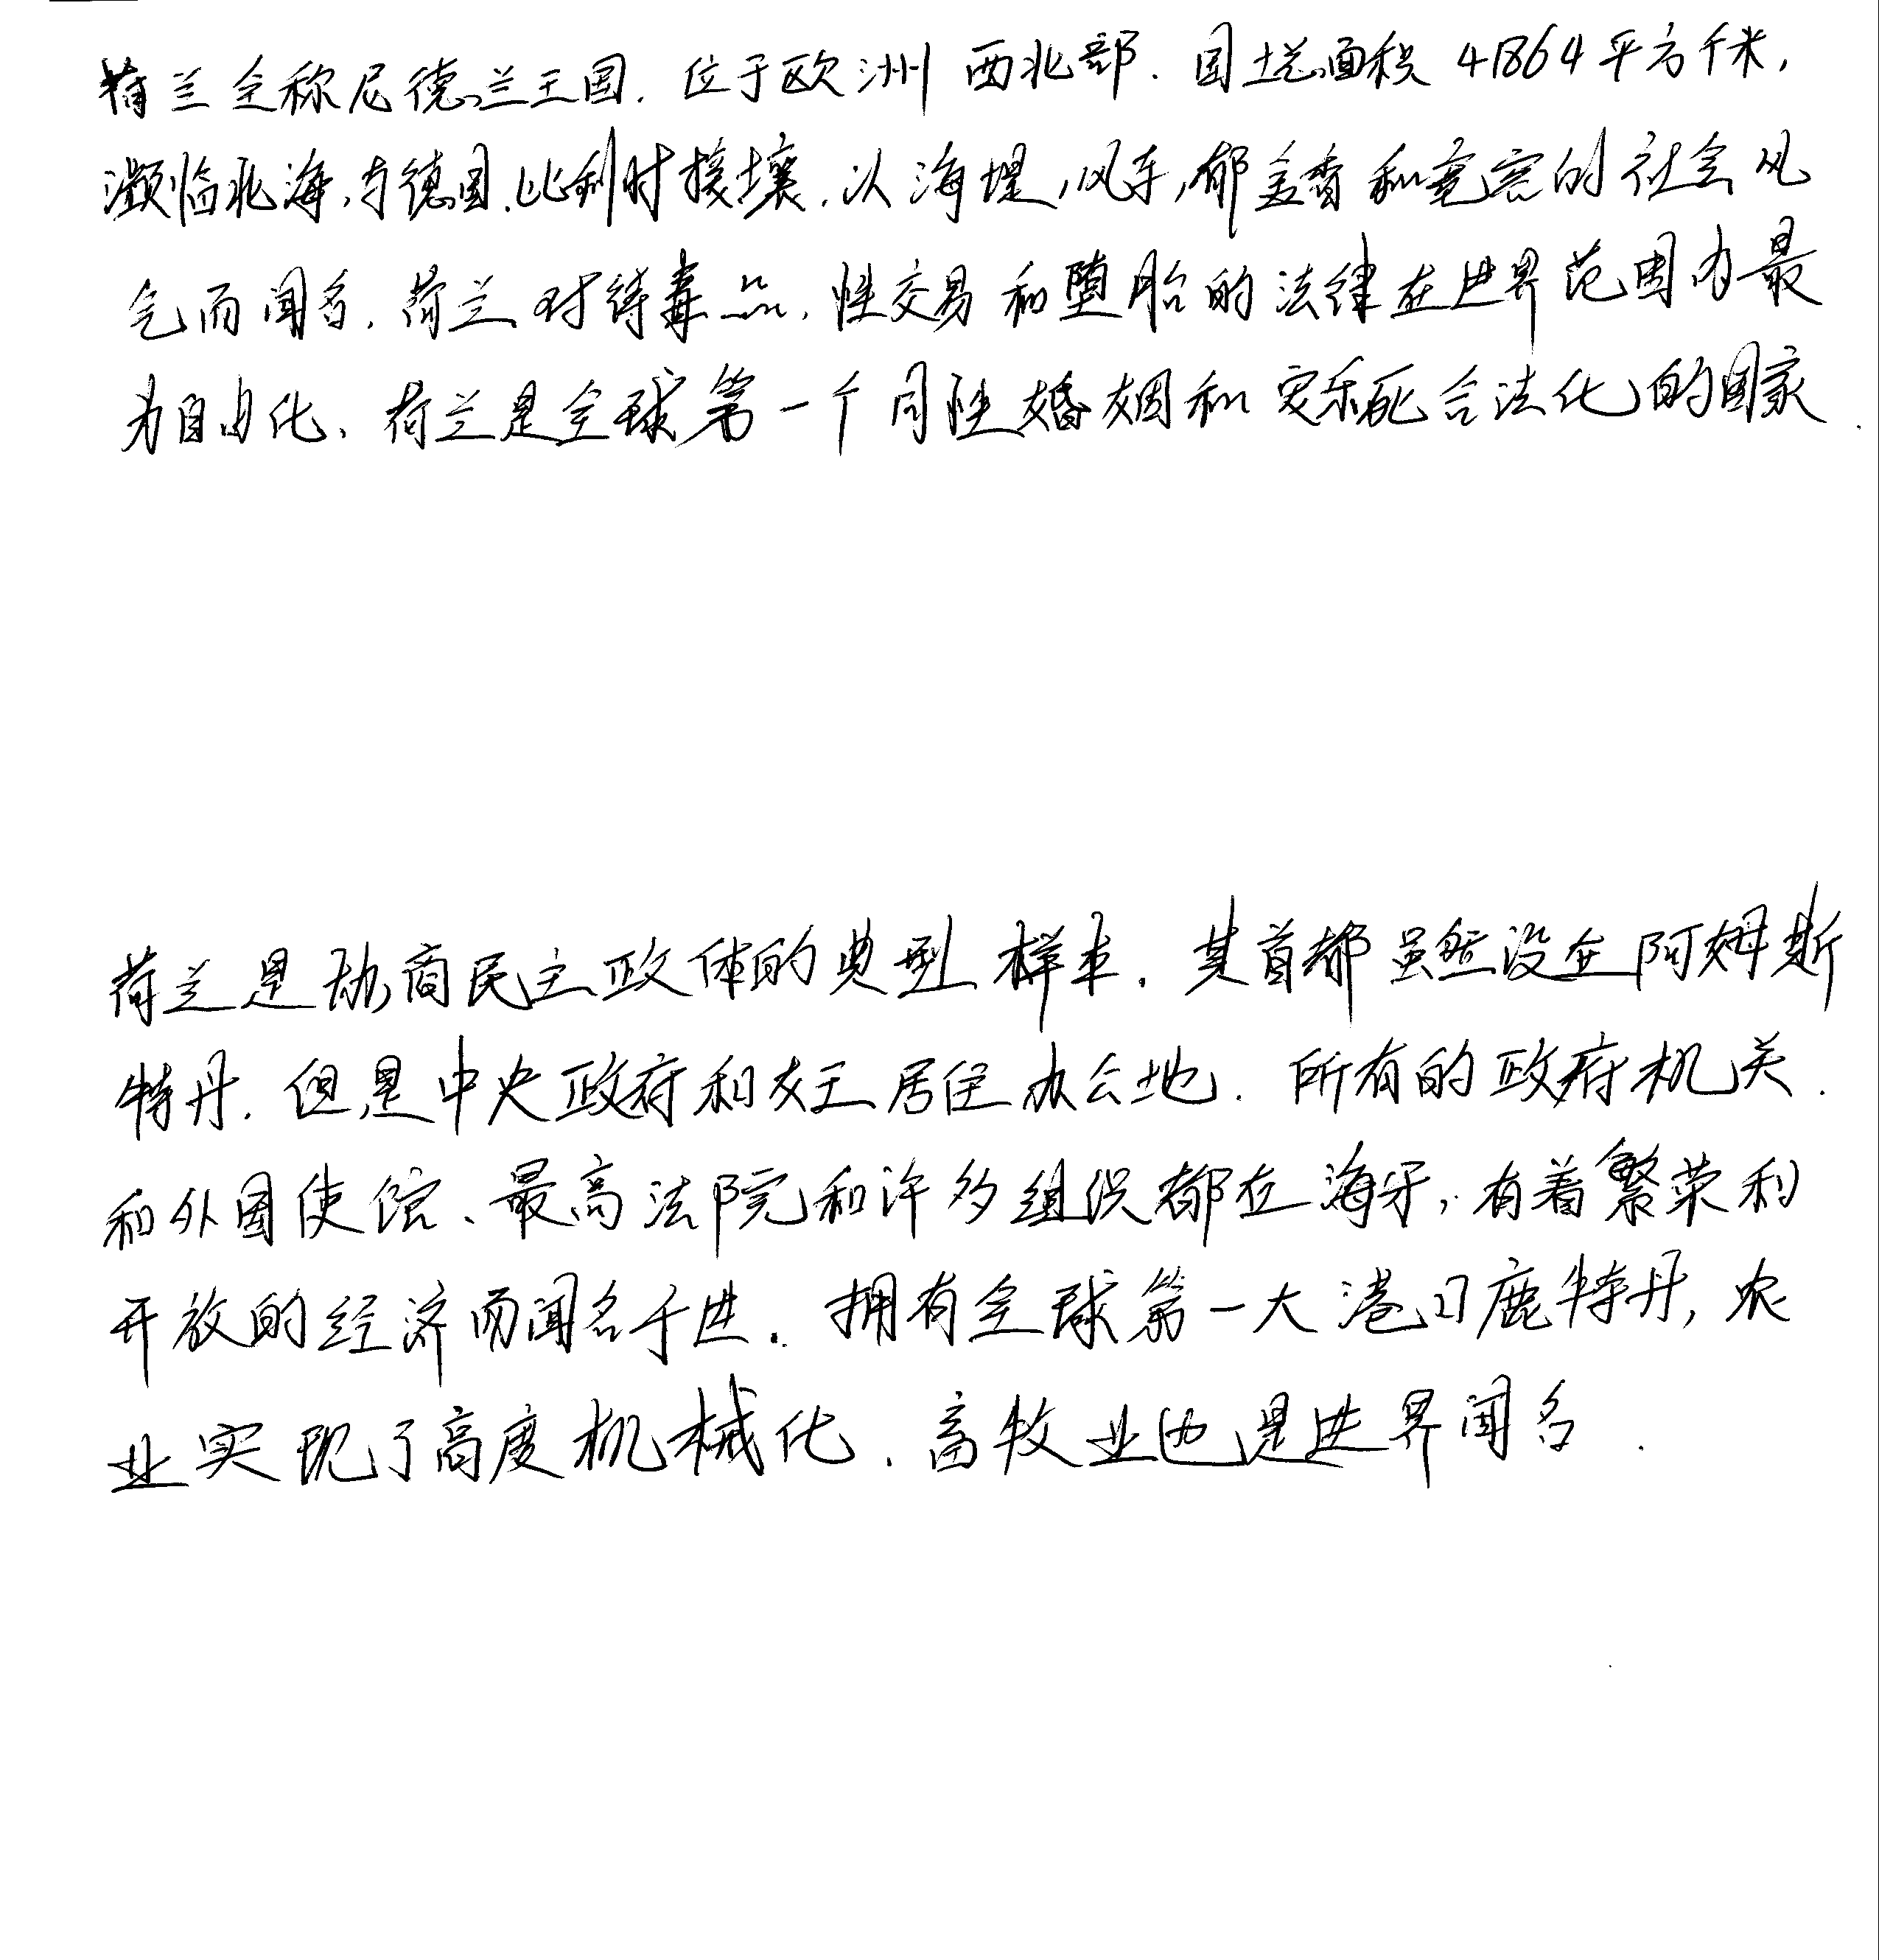 荷兰全称尼德兰王国.位于欧洲西北部.国土总面积41864平方千米,
濒临北海,与德国.比利时接壤.以海堤,风车,郁金香和宽容的社会风
气而闻名.荷兰对待毒品.性交易和堕胎的法律在世界范围内最
为自由化、荷兰是全球第一个同性婚姻和安乐死合法化的国家.
荷兰是协商民主政体的典型样本.其首都虽然设在阿姆斯
特丹.但是中央政府和女王居住办公地.所有的政府机关.
和外国使馆、最高法院和许多组织都在海牙,有着繁荣和
开放的经济而闻名于世.拥有全球第一大港口鹿特丹,农
业实现了高度机械化.畜牧业也是世界闻名.